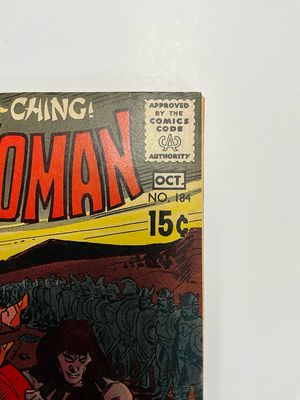 -CHING!
OMAN
APPROVED
BY THE
COMICS
CODE
CA
AUTHORITY
OCT.
NO. 184
15¢